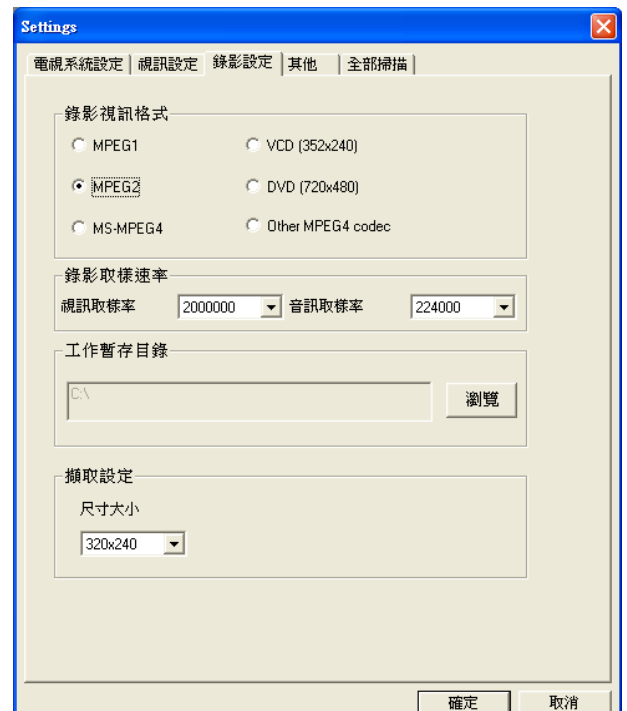 Settings
電視系統設定 視訊設定 錄影設定 其他 全部掃描
錄影視訊格式
MPEG1 VCD (352x240)
MPEG2 DVD (720x480)
MS-MPEG4 Other MPEG4 codec
錄影取樣速率
視訊取樣率 2000000 音訊取樣率 224000
工作暫存目錄
C:\ 瀏覽
擷取設定
尺寸大小
320x240
確定 取消